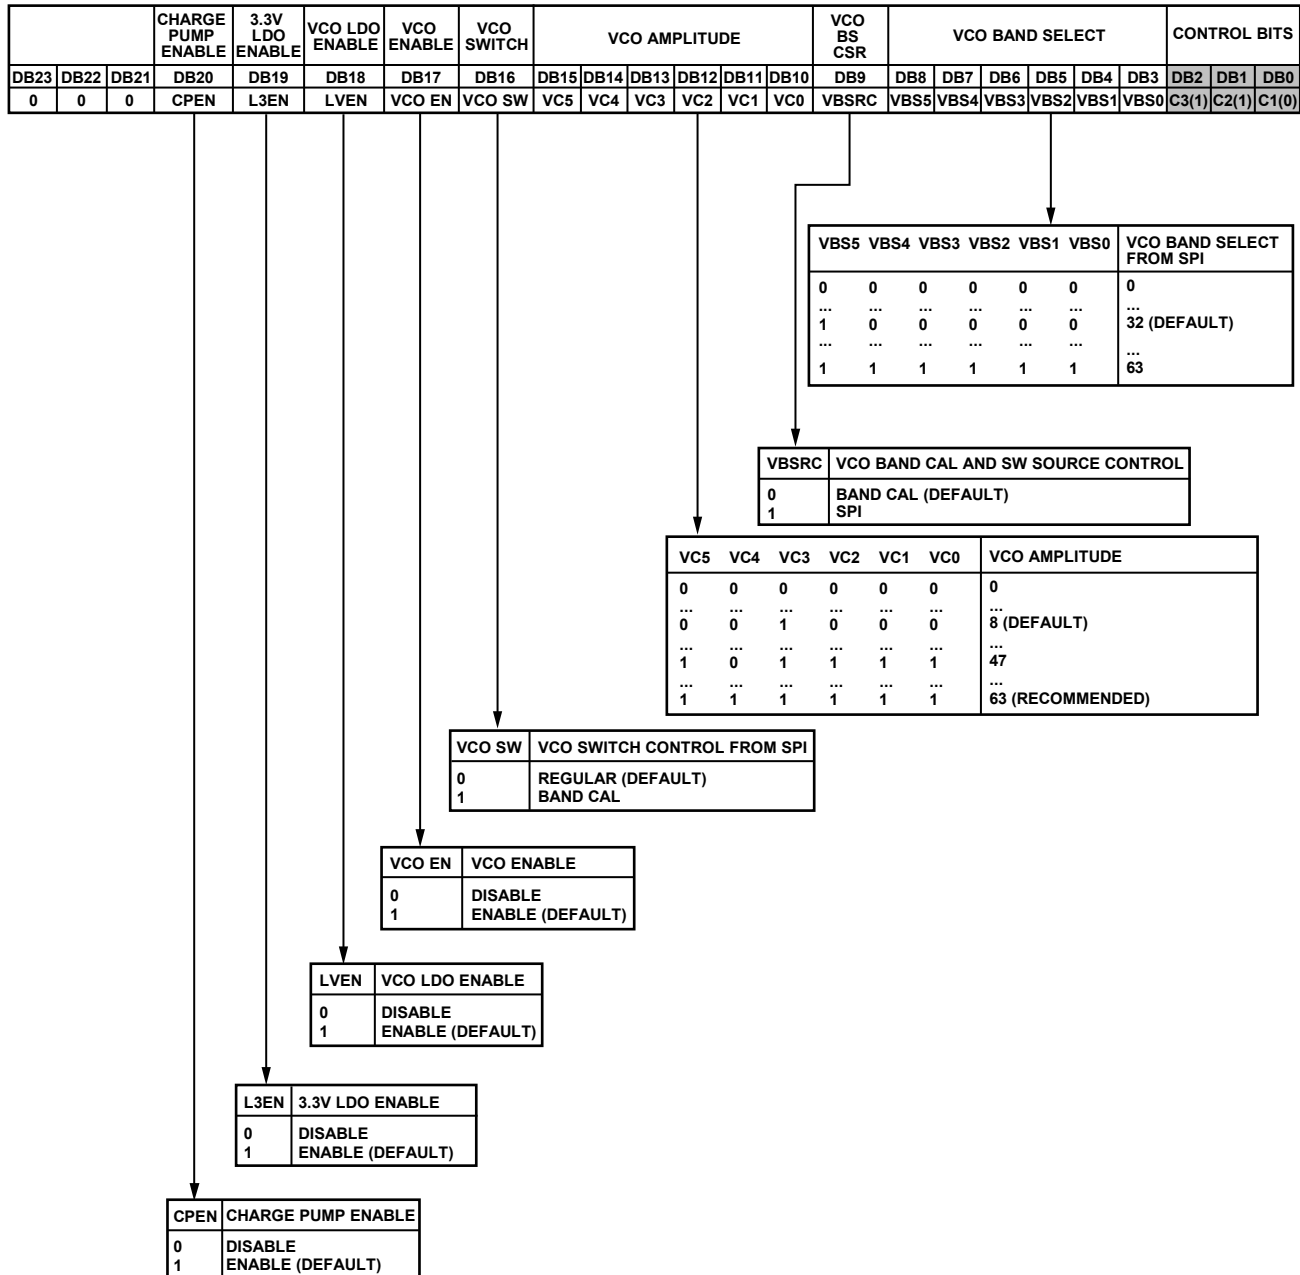 CHARGE PUMP ENABLE 3.3V LDO ENABLE VCO LDO ENABLE VCO ENABLE VCO SWITCH VCO AMPLITUDE VCO BS CSR VCO BAND SELECT CONTROL BITS
DB23 DB22 DB21 DB20 DB19 DB18 DB17 DB16 DB15 DB14 DB13 DB12 DB11 DB10 DB9 DB8 DB7 DB6 DB5 DB4 DB3 DB2 DB1 DB0
0 0 0 CPEN L3EN LVEN VCO EN VCO SW VC5 VC4 VC3 VC2 VC1 VC0 VBSRC VBS5 VBS4 VBS3 VBS2 VBS1 VBS0 C3(1) C2(1) C1(0)
VBS5 VBS4 VBS3 VBS2 VBS1 VBS0 VCO BAND SELECT FROM SPI
0 0 0 0 0 0 0
... ... ... ... ... ... ...
1 0 0 0 0 0 32 (DEFAULT)
... ... ... ... ... ... ...
1 1 1 1 1 1 63
VBSRC VCO BAND CAL AND SW SOURCE CONTROL
0 BAND CAL (DEFAULT)
1 SPI
VC5 VC4 VC3 VC2 VC1 VC0 VCO AMPLITUDE
0 0 0 0 0 0 0
... ... ... ... ... ... ...
0 0 1 0 0 0 8 (DEFAULT)
... ... ... ... ... ... ...
1 0 1 1 1 1 47
... ... ... ... ... ... ...
1 1 1 1 1 1 63 (RECOMMENDED)
VCO SW VCO SWITCH CONTROL FROM SPI
0 REGULAR (DEFAULT)
1 BAND CAL
VCO EN VCO ENABLE
0 DISABLE
1 ENABLE (DEFAULT)
LVEN VCO LDO ENABLE
0 DISABLE
1 ENABLE (DEFAULT)
L3EN 3.3V LDO ENABLE
0 DISABLE
1 ENABLE (DEFAULT)
CPEN CHARGE PUMP ENABLE
0 DISABLE
1 ENABLE (DEFAULT)